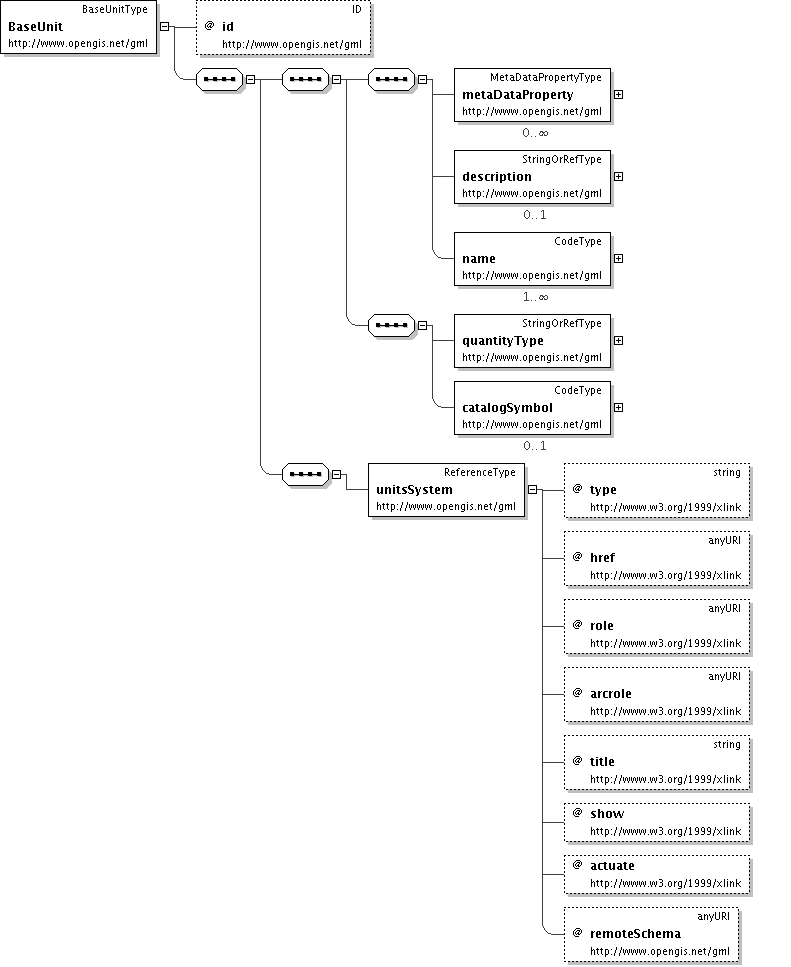 BaseUnitType
BaseUnit
http://www.opengis.net/gml
ID
@ id
http://www.opengis.net/gml
MetaDataPropertyType
metaDataProperty
http://www.opengis.net/gml
0..∞
StringOrRefType
description
http://www.opengis.net/gml
0..1
CodeType
name
http://www.opengis.net/gml
1..∞
StringOrRefType
quantityType
http://www.opengis.net/gml
CodeType
catalogSymbol
http://www.opengis.net/gml
0..1
ReferenceType
unitsSystem
http://www.opengis.net/gml
string
@ type
http://www.w3.org/1999/xlink
anyURI
@ href
http://www.w3.org/1999/xlink
anyURI
@ role
http://www.w3.org/1999/xlink
anyURI
@ arcrole
http://www.w3.org/1999/xlink
string
@ title
http://www.w3.org/1999/xlink
@ show
http://www.w3.org/1999/xlink
@ actuate
http://www.w3.org/1999/xlink
anyURI
@ remoteSchema
http://www.opengis.net/gml